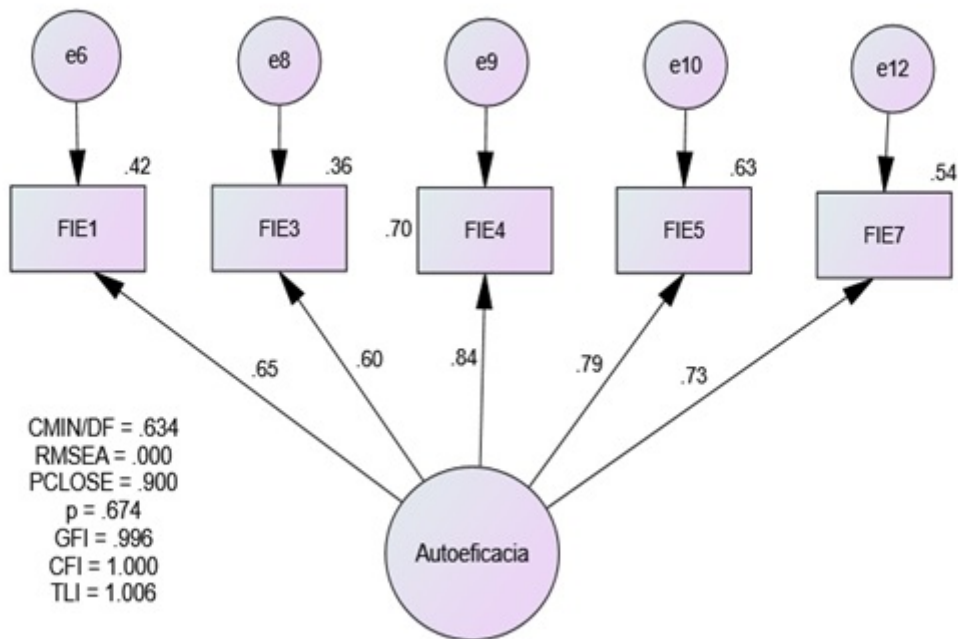 e6
e8
e9
e10
e12
.42
.36
.70
.63
.54
FIE1
FIE3
FIE4
FIE5
FIE7
.65
.60
.84
.79
.73
CMIN/DF = .634
RMSEA = .000
PCLOSE = .900
p = .674
GFI = .996
CFI = 1.000
TLI = 1.006
Autoeficacia